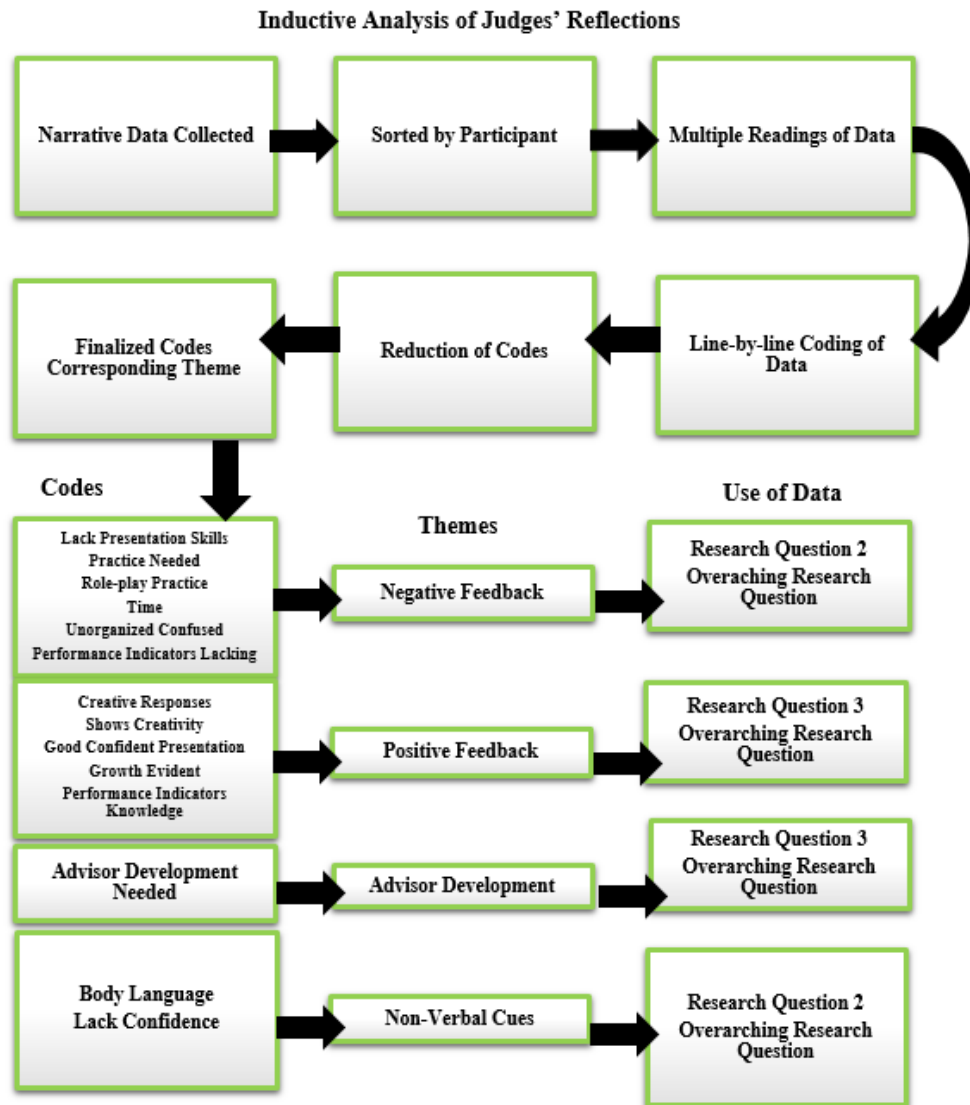 Inductive Analysis of Judges' Reflections
Narrative Data Collected
Sorted by Participant
Multiple Readings of Data
Finalized Codes
Corresponding Theme
Reduction of Codes
Line-by-line Coding of
Data
Codes
Themes
Use of Data
Lack Presentation Skills
Practice Needed
Role-play Practice
Time
Unorganized Confused
Performance Indicators Lacking
Negative Feedback
Research Question 2
Overaching Research
Question
Creative Responses
Shows Creativity
Good Confident Presentation
Growth Evident
Performance Indicators
Knowledge
Positive Feedback
Research Question 3
Overarching Research
Question
Advisor Development
Needed
Advisor Development
Research Question 3
Overarching Research
Question
Body Language
Lack Confidence
Non-Verbal Cues
Research Question 2
Overarching Research
Question